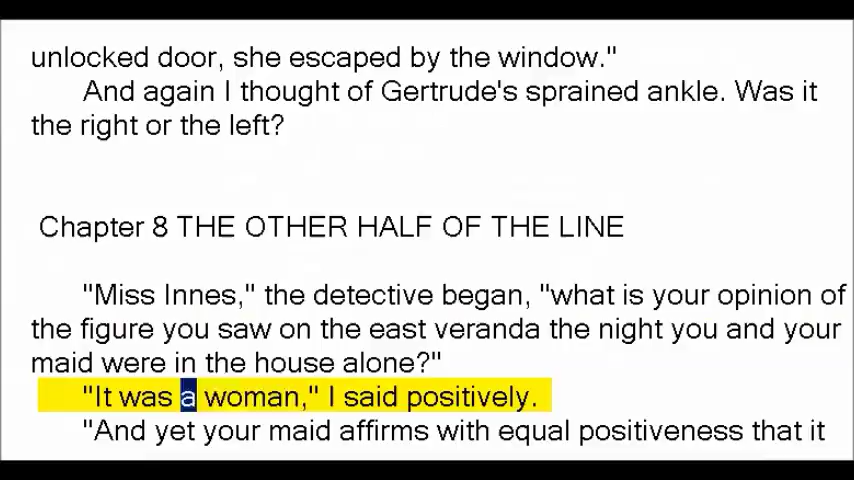 unlocked door, she escaped by the window."
And again I thought of Gertrude's sprained ankle. Was it
the right or the left?
Chapter 8 THE OTHER HALF OF THE LINE
"Miss Innes," the detective began, "what is your opinion of
the figure you saw on the east veranda the night you and your
maid were in the house alone?"
"It was a woman," I said positively.
"And yet your maid affirms with equal positiveness that it